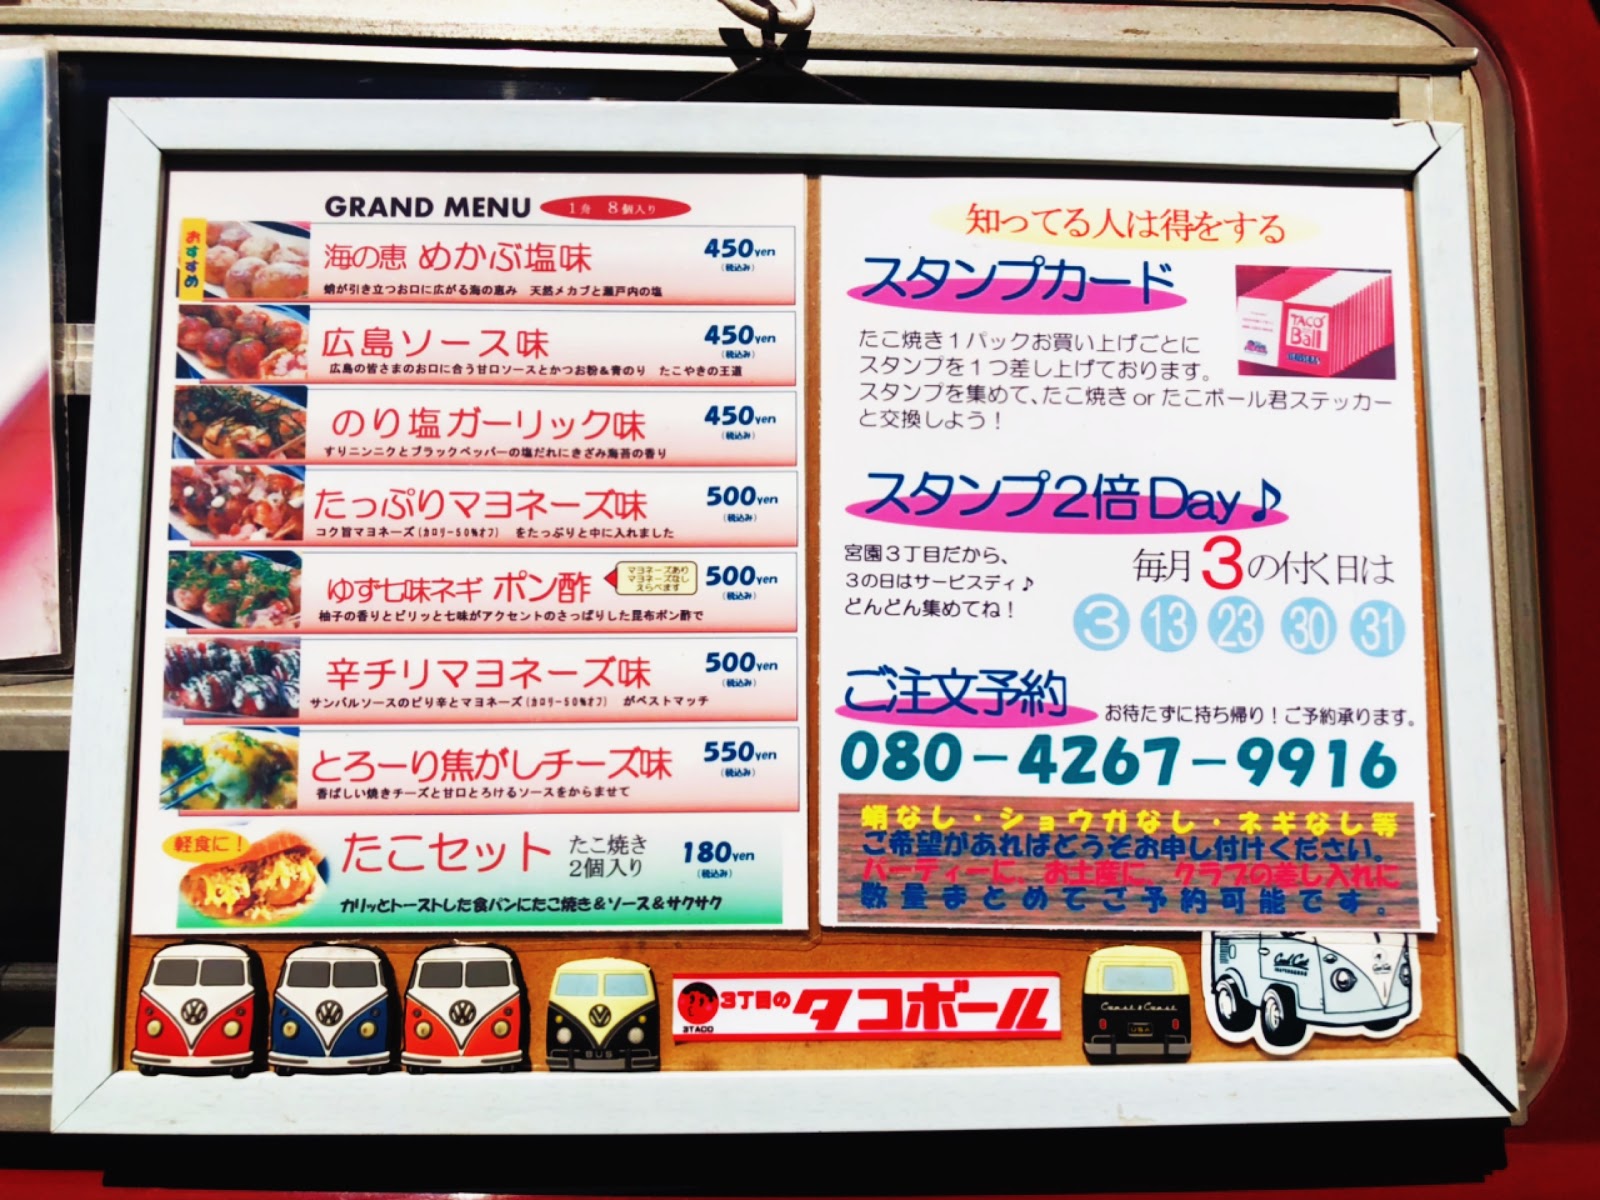 GRAND MENU 1舟 8個入り
おすすめ
海の恵 めかぶ塩味 450yen
(税込み)
蛸が引き立つお口に広がる海の恵み 天然メカブと瀬戸内の塩
広島ソース味 450yen
(税込み)
広島の皆さまのお口に合う甘口ソースとかつお粉&青のり たこやきの王道
のり塩ガーリック味 450yen
(税込み)
すりニンニクとブラックペッパーの塩だれにきざみ海苔の香り
たっぷりマヨネーズ味 500yen
(税込み)
コク旨マヨネーズ(カロリー50%オフ) をたっぷりと中に入れました
ゆず七味ネギ ポン酢 500yen
マヨネーズあり
マヨネーズなし
えらべます
(税込み)
柚子の香りとピリッと七味がアクセントのさっぱりした昆布ポン酢で
辛チリマヨネーズ味 500yen
(税込み)
サンバルソースのピリ辛とマヨネーズ(カロリー50%オフ) がベストマッチ
とろーり焦がしチーズ味 550yen
(税込み)
香ばしい焼きチーズと甘口とろけるソースをからませて
軽食に!
たこセット たこ焼き
2個入り
180yen
(税込み)
カリッとトーストした食パンにたこ焼き&ソース&サクサク
知ってる人は得をする
スタンプカード
TACO
Ball
たこ焼き1パックお買い上げごとに
スタンプを1つ差し上げております。
スタンプを集めて、たこ焼き or たこボール君ステッカー
と交換しよう!
スタンプ2倍Day♪
宮園3丁目だから、
3の日はサービスディ♪
どんどん集めてね!
毎月3の付く日は
3 13 23 30 31
ご注文予約 お待たずに持ち帰り!ご予約承ります。
080-4267-9916
蛸なし・ショウガなし・ネギなし等
ご希望があればどうぞお申し付けください。
パーティーに、お土産に、クラブの差し入れに
数量まとめてご予約可能です。
3TACO
3丁目のタコボール
BUS
USA
Cool Cat